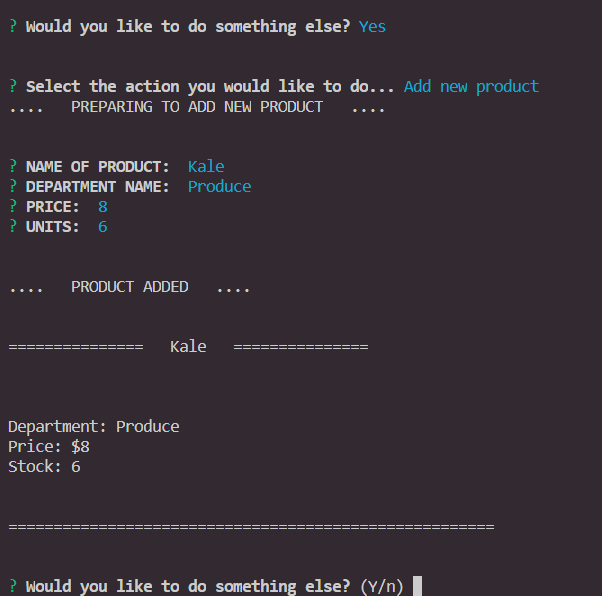 ? Would you like to do something else? Yes
? Select the action you would like to do... Add new product
....   PREPARING TO ADD NEW PRODUCT   ....
? NAME OF PRODUCT:  Kale
? DEPARTMENT NAME:  Produce
? PRICE:  8
? UNITS:  6
....   PRODUCT ADDED   ....
===============   Kale   ===============
Department: Produce
Price: $8
Stock: 6
======================================================
? Would you like to do something else? (Y/n)